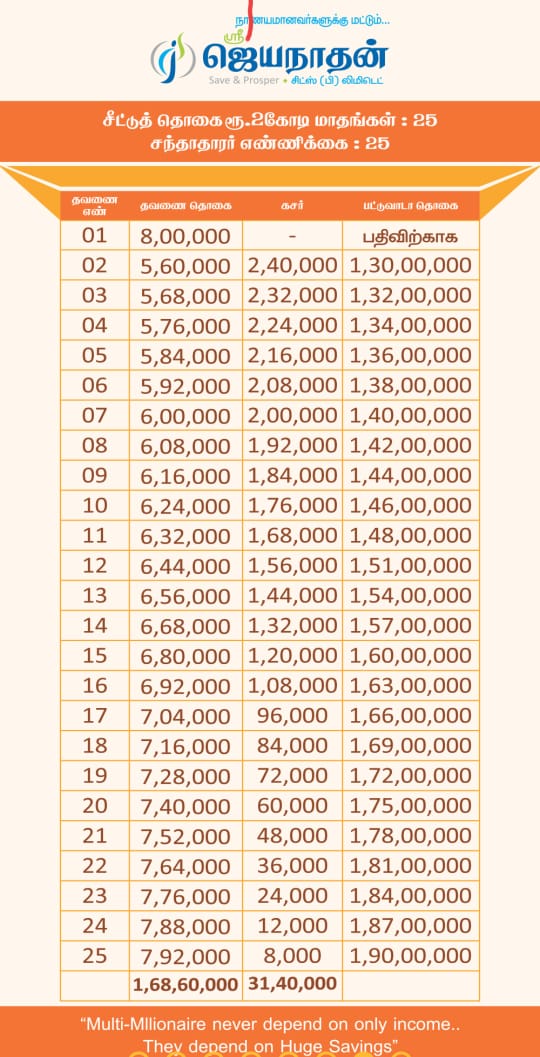 நாணயமானவர்களுக்கு மட்டும்...
ஸ்ரீ
ஜெயநாதன்
Save & Prosper • சிட்ஸ் (பி) லிமிடெட்
சீட்டுத் தொகை ரூ.2கோடி மாதங்கள் : 25
சந்தாதாரர் எண்ணிக்கை : 25
தவணை எண் தவணை தொகை கசர் பட்டுவாடா தொகை
01 8,00,000 - பதிவிற்காக
02 5,60,000 2,40,000 1,30,00,000
03 5,68,000 2,32,000 1,32,00,000
04 5,76,000 2,24,000 1,34,00,000
05 5,84,000 2,16,000 1,36,00,000
06 5,92,000 2,08,000 1,38,00,000
07 6,00,000 2,00,000 1,40,00,000
08 6,08,000 1,92,000 1,42,00,000
09 6,16,000 1,84,000 1,44,00,000
10 6,24,000 1,76,000 1,46,00,000
11 6,32,000 1,68,000 1,48,00,000
12 6,44,000 1,56,000 1,51,00,000
13 6,56,000 1,44,000 1,54,00,000
14 6,68,000 1,32,000 1,57,00,000
15 6,80,000 1,20,000 1,60,00,000
16 6,92,000 1,08,000 1,63,00,000
17 7,04,000 96,000 1,66,00,000
18 7,16,000 84,000 1,69,00,000
19 7,28,000 72,000 1,72,00,000
20 7,40,000 60,000 1,75,00,000
21 7,52,000 48,000 1,78,00,000
22 7,64,000 36,000 1,81,00,000
23 7,76,000 24,000 1,84,00,000
24 7,88,000 12,000 1,87,00,000
25 7,92,000 8,000 1,90,00,000
1,68,60,000 31,40,000
“Multi-Mllionaire never depend on only income..
They depend on Huge Savings”